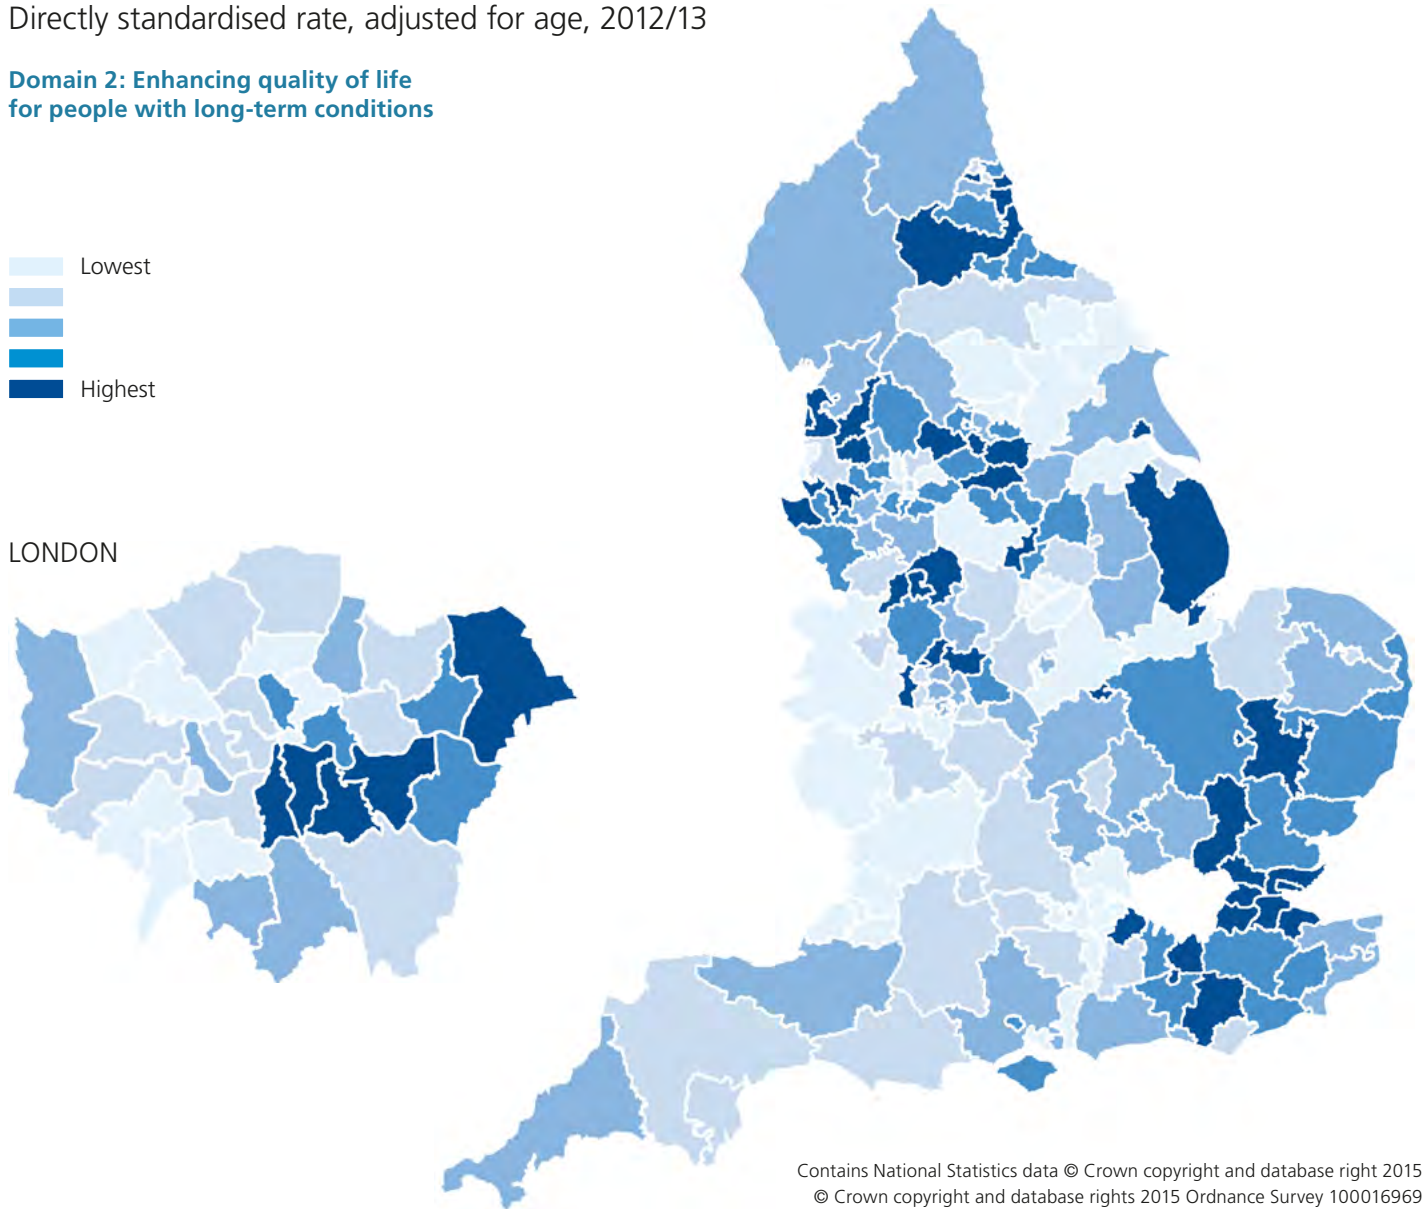 Directly standardised rate, adjusted for age, 2012/13
Domain 2: Enhancing quality of life
for people with long-term conditions
Lowest
Highest
LONDON
Contains National Statistics data © Crown copyright and database right 2015
© Crown copyright and database rights 2015 Ordnance Survey 100016969